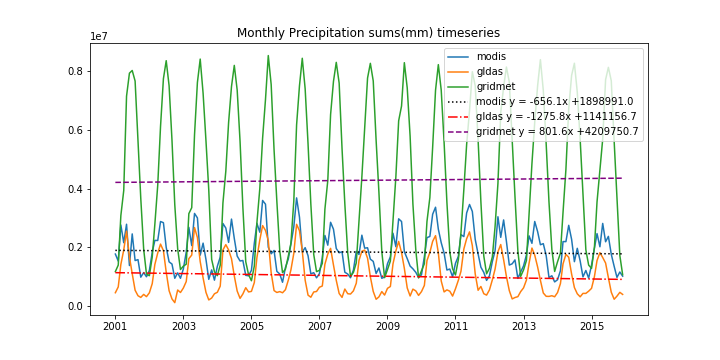 Monthly Precipitation sums(mm) timeseries
1e7
modis
gldas
gridmet
modis y = -656.1x +1898991.0
gldas y = -1275.8x +1141156.7
gridmet y = 801.6x +4209750.7
0.8
0.6
0.4
0.2
0.0
2001 2003 2005 2007 2009 2011 2013 2015